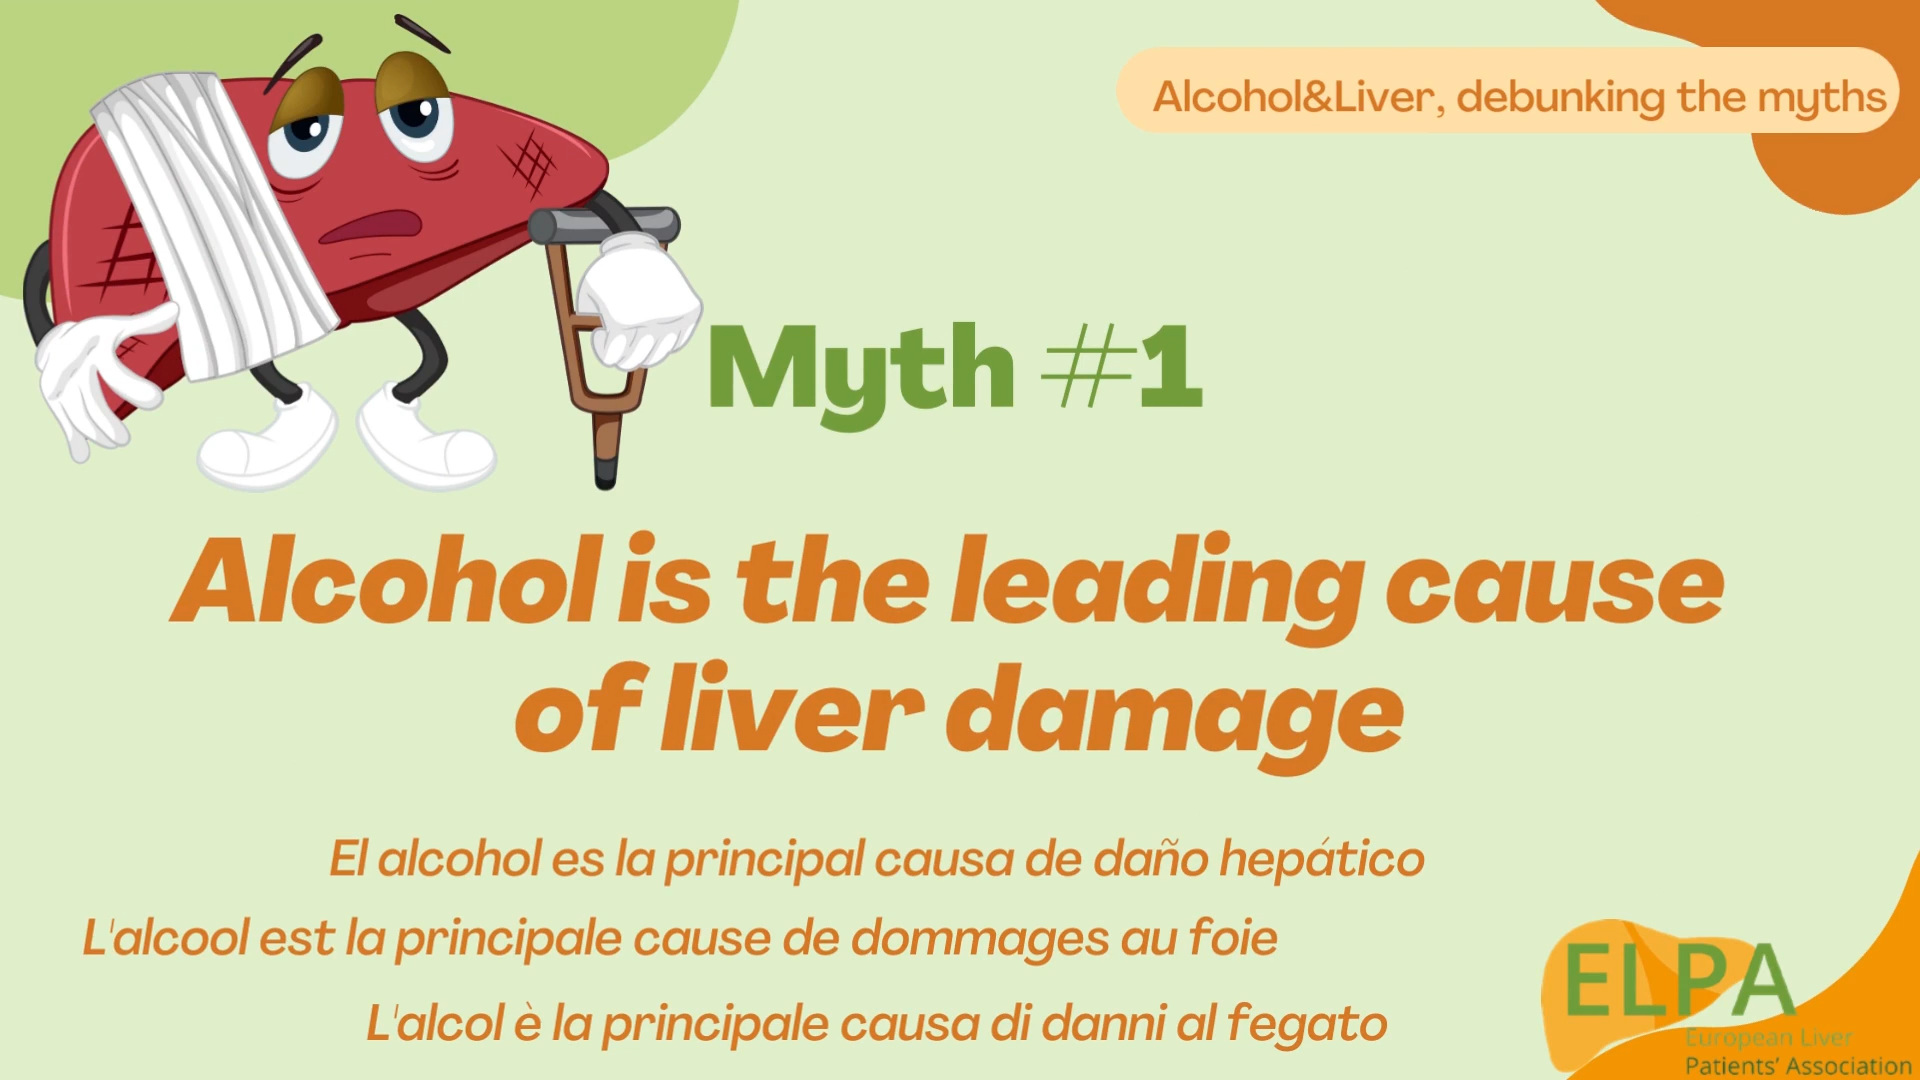 Alcohol&Liver, debunking the myths
Myth #1
Alcohol is the leading cause
of liver damage
El alcohol es la principal causa de daño hepático
L'alcool est la principale cause de dommages au foie
L'alcol è la principale causa di danni al fegato
ELPA
European Liver
Patients' Association